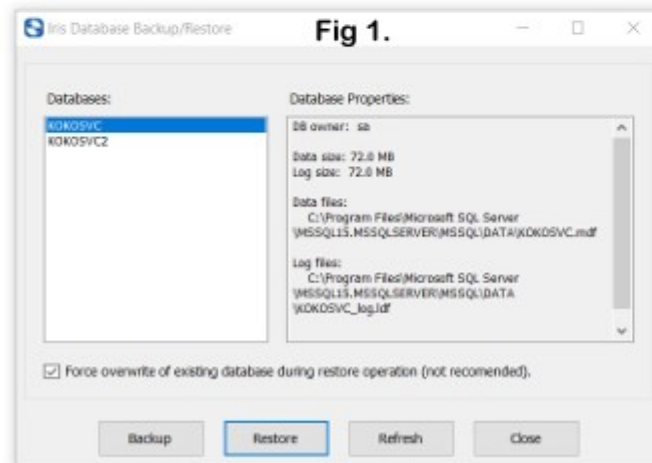 Iris Database Backup/Restore
Fig 1.
Databases:
KOKOSVC
KOKOSVC2
Database Properties:
DB owner: sa
Data size: 72.0 MB
Log size: 72.0 MB
Data files:
C:\Program Files\Microsoft SQL Server
\MSSQL15.MSSQLSERVER\MSSQL\DATA\KOKOSVC.mdf
Log files:
C:\Program Files\Microsoft SQL Server
\MSSQL15.MSSQLSERVER\MSSQL\DATA
\KOKOSVC_log.ldf
Force overwrite of existing database during restore operation (not recomended).
Backup
Restore
Refresh
Close